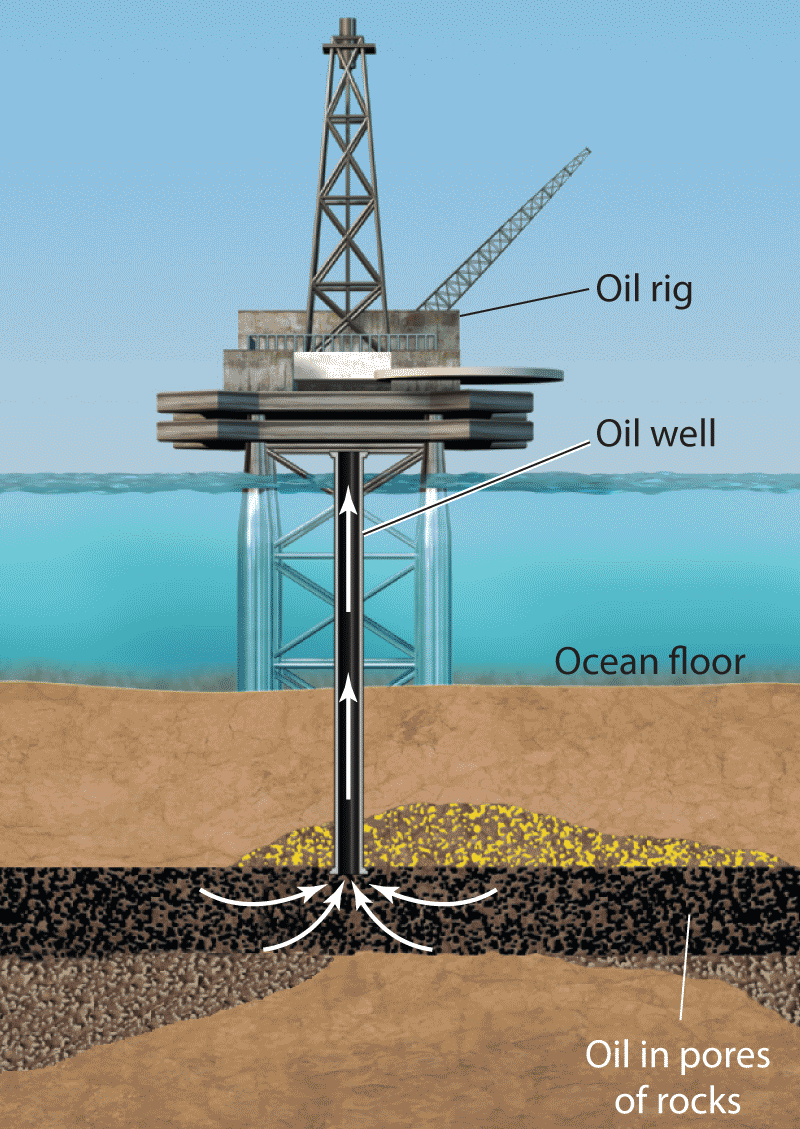 Oil rig
Oil well
Ocean floor
Oil in pores
of rocks